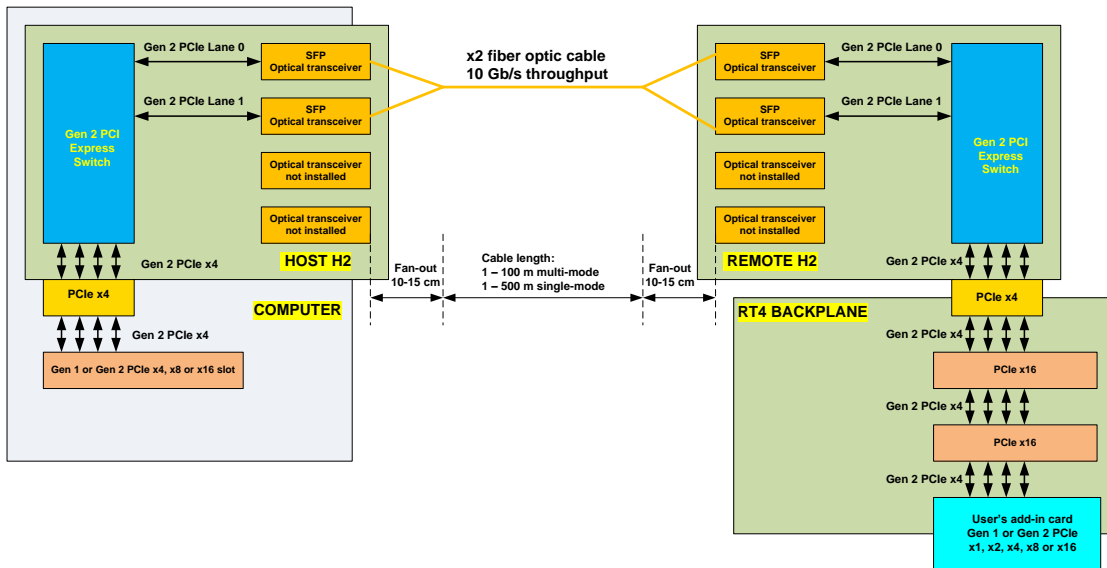 Gen 2 PCIe Lane 0
SFP
Optical transceiver
Gen 2 PCIe Lane 1
SFP
Optical transceiver
Gen 2 PCI
Express
Switch
Optical transceiver
not installed
Optical transceiver
not installed
Gen 2 PCIe x4
HOST H2
PCIe x4
COMPUTER
Gen 2 PCIe x4
Gen 1 or Gen 2 PCIe x4, x8 or x16 slot
x2 fiber optic cable
10 Gb/s throughput
Fan-out
10-15 cm
Cable length:
1 – 100 m multi-mode
1 – 500 m single-mode
Fan-out
10-15 cm
SFP
Optical transceiver
Gen 2 PCIe Lane 0
SFP
Optical transceiver
Gen 2 PCIe Lane 1
Gen 2 PCI
Express
Switch
Optical transceiver
not installed
Optical transceiver
not installed
REMOTE H2
Gen 2 PCIe x4
PCIe x4
RT4 BACKPLANE
Gen 2 PCIe x4
PCIe x16
Gen 2 PCIe x4
PCIe x16
Gen 2 PCIe x4
User's add-in card
Gen 1 or Gen 2 PCIe
x1, x2, x4, x8 or x16